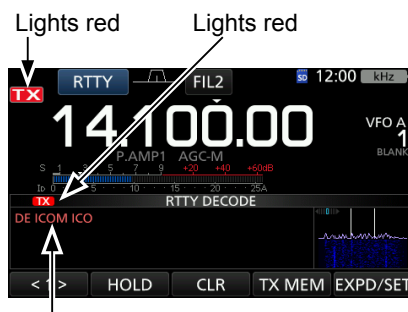 Lights red Lights red
RTTY FIL2 SD 12:00 kHz
TX
14.100.00
VFO A
1
BLANK
P.AMP1 AGC-M
S 1 3 5 7 9 +20 +40 +60dB
ID 0 5 10 15 20 25A
TX RTTY DECODE
DE ICOM ICO
< 1 > HOLD CLR TX MEM EXPD/SET